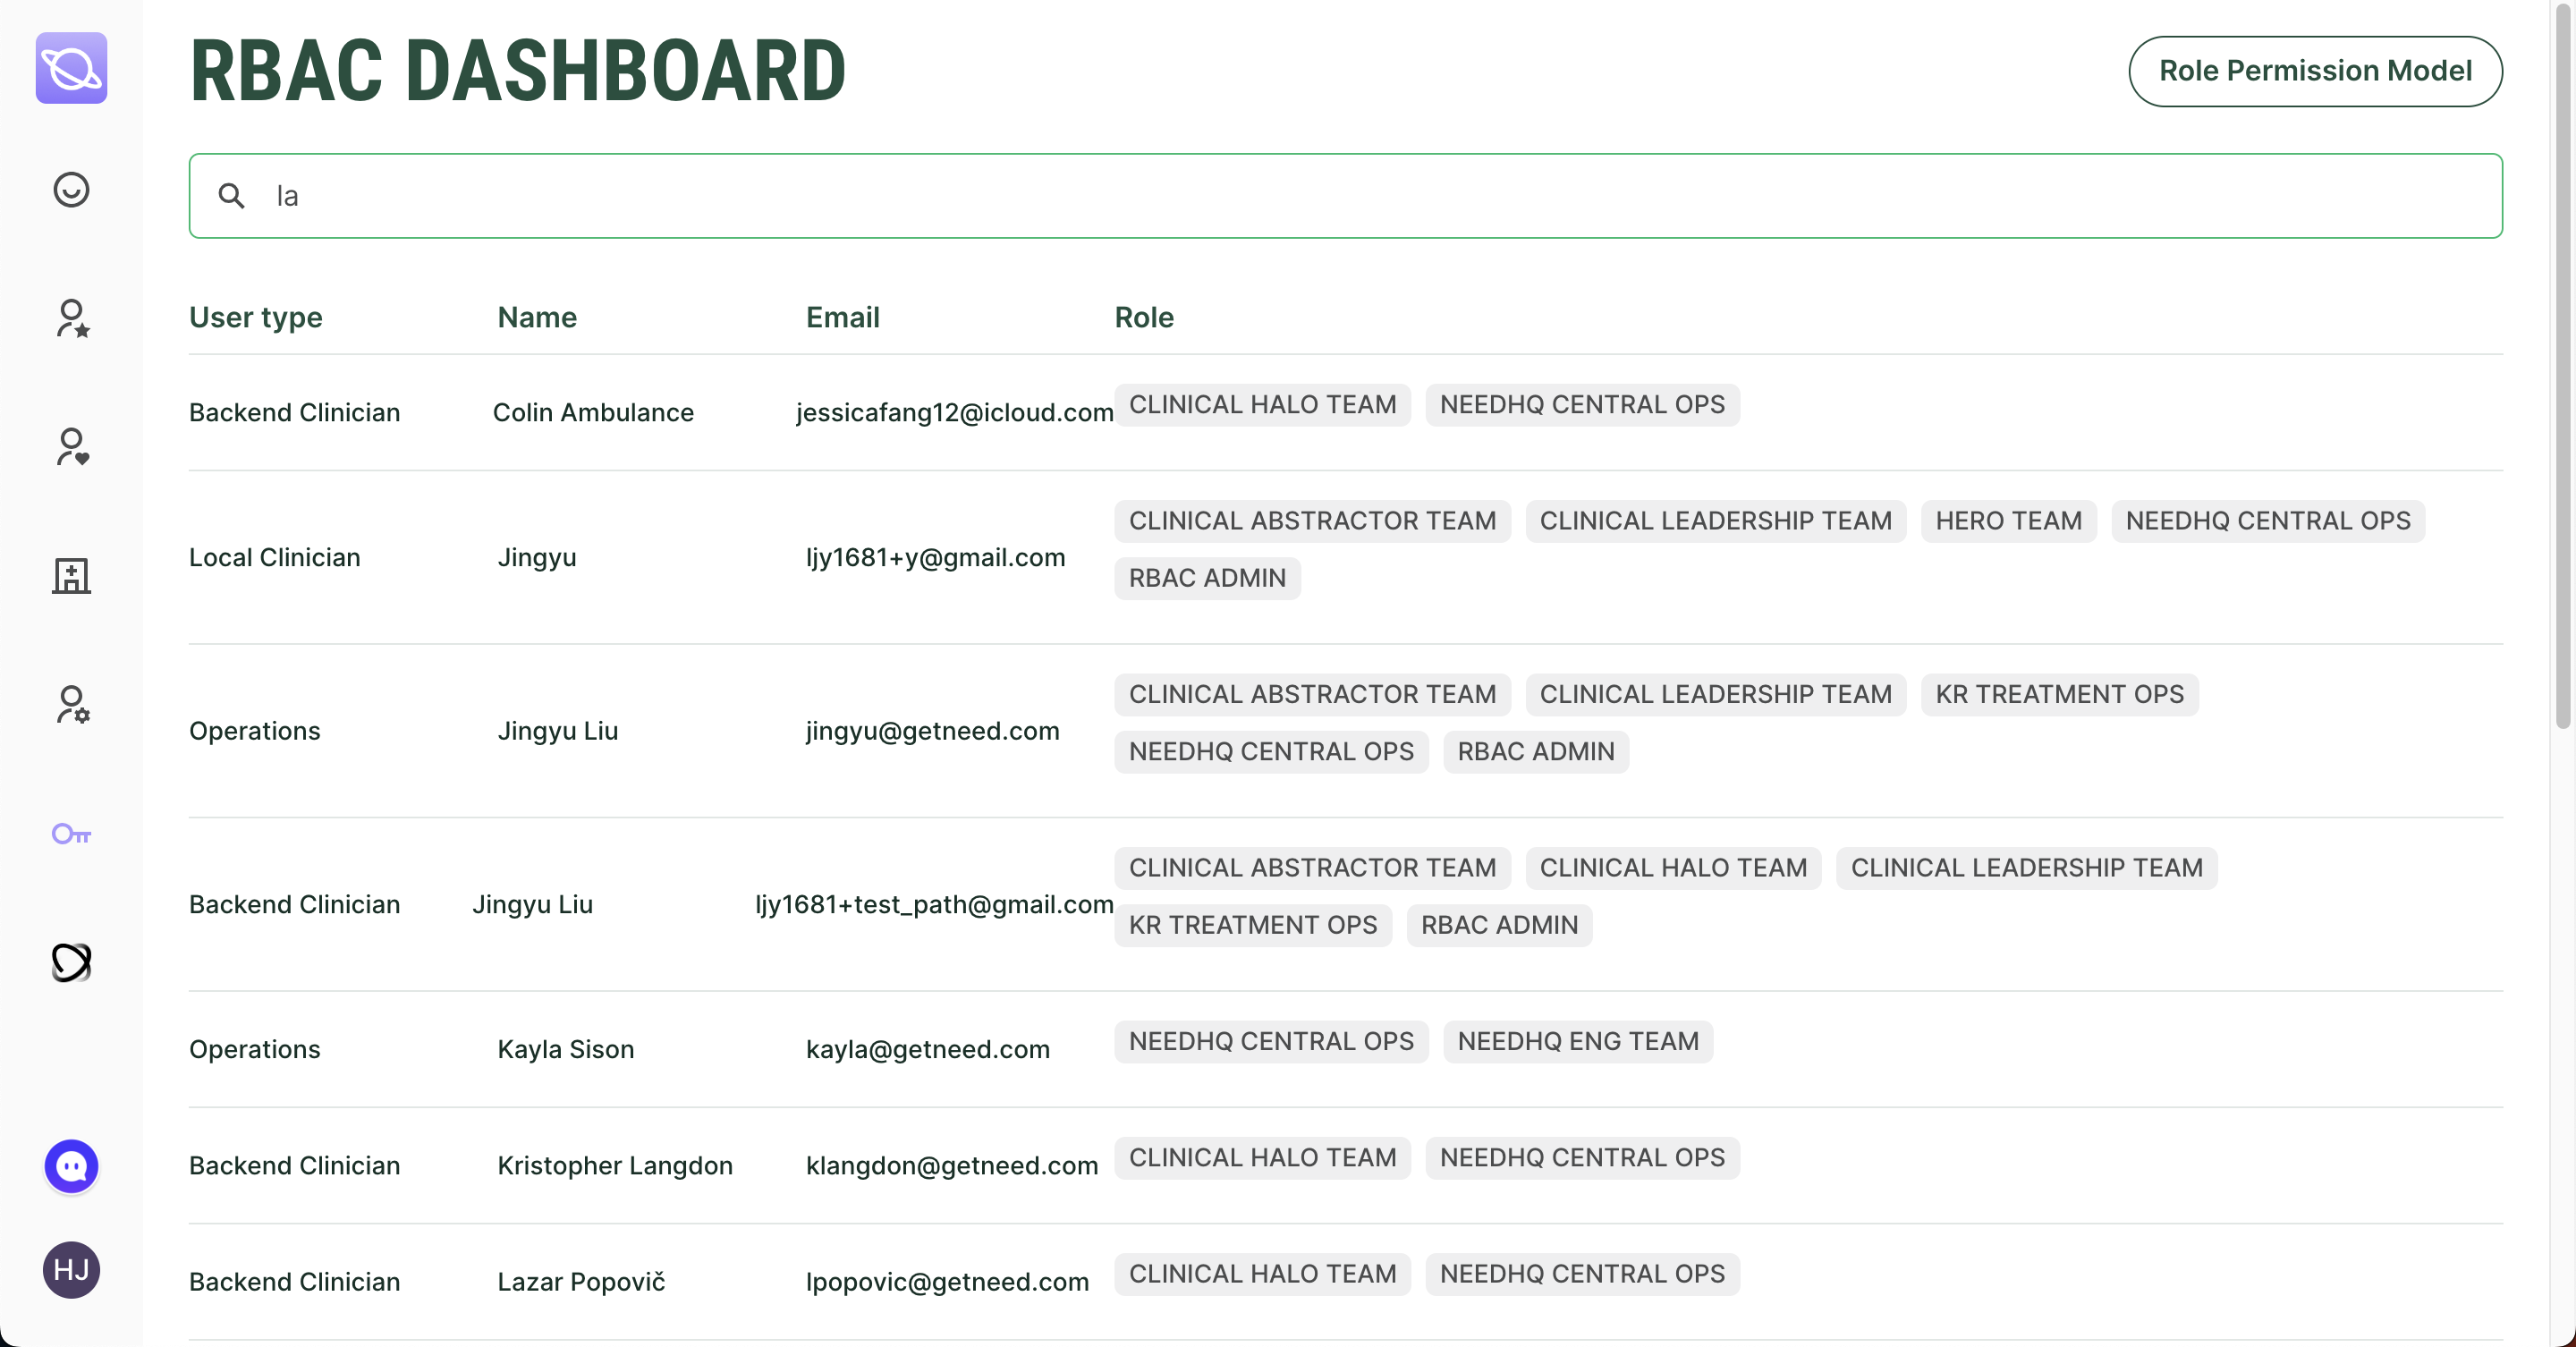 RBAC DASHBOARD
Role Permission Model
la
User type Name Email Role
Backend Clinician Colin Ambulance jessicafang12@icloud.com CLINICAL HALO TEAM NEEDHQ CENTRAL OPS
Local Clinician Jingyu ljy1681+y@gmail.com CLINICAL ABSTRACTOR TEAM CLINICAL LEADERSHIP TEAM HERO TEAM NEEDHQ CENTRAL OPS
RBAC ADMIN
Operations Jingyu Liu jingyu@getneed.com CLINICAL ABSTRACTOR TEAM CLINICAL LEADERSHIP TEAM KR TREATMENT OPS
NEEDHQ CENTRAL OPS RBAC ADMIN
Backend Clinician Jingyu Liu ljy1681+test_path@gmail.com CLINICAL ABSTRACTOR TEAM CLINICAL HALO TEAM CLINICAL LEADERSHIP TEAM
KR TREATMENT OPS RBAC ADMIN
Operations Kayla Sison kayla@getneed.com NEEDHQ CENTRAL OPS NEEDHQ ENG TEAM
Backend Clinician Kristopher Langdon klangdon@getneed.com CLINICAL HALO TEAM NEEDHQ CENTRAL OPS
Backend Clinician Lazar Popovič lpopovic@getneed.com CLINICAL HALO TEAM NEEDHQ CENTRAL OPS
HJ